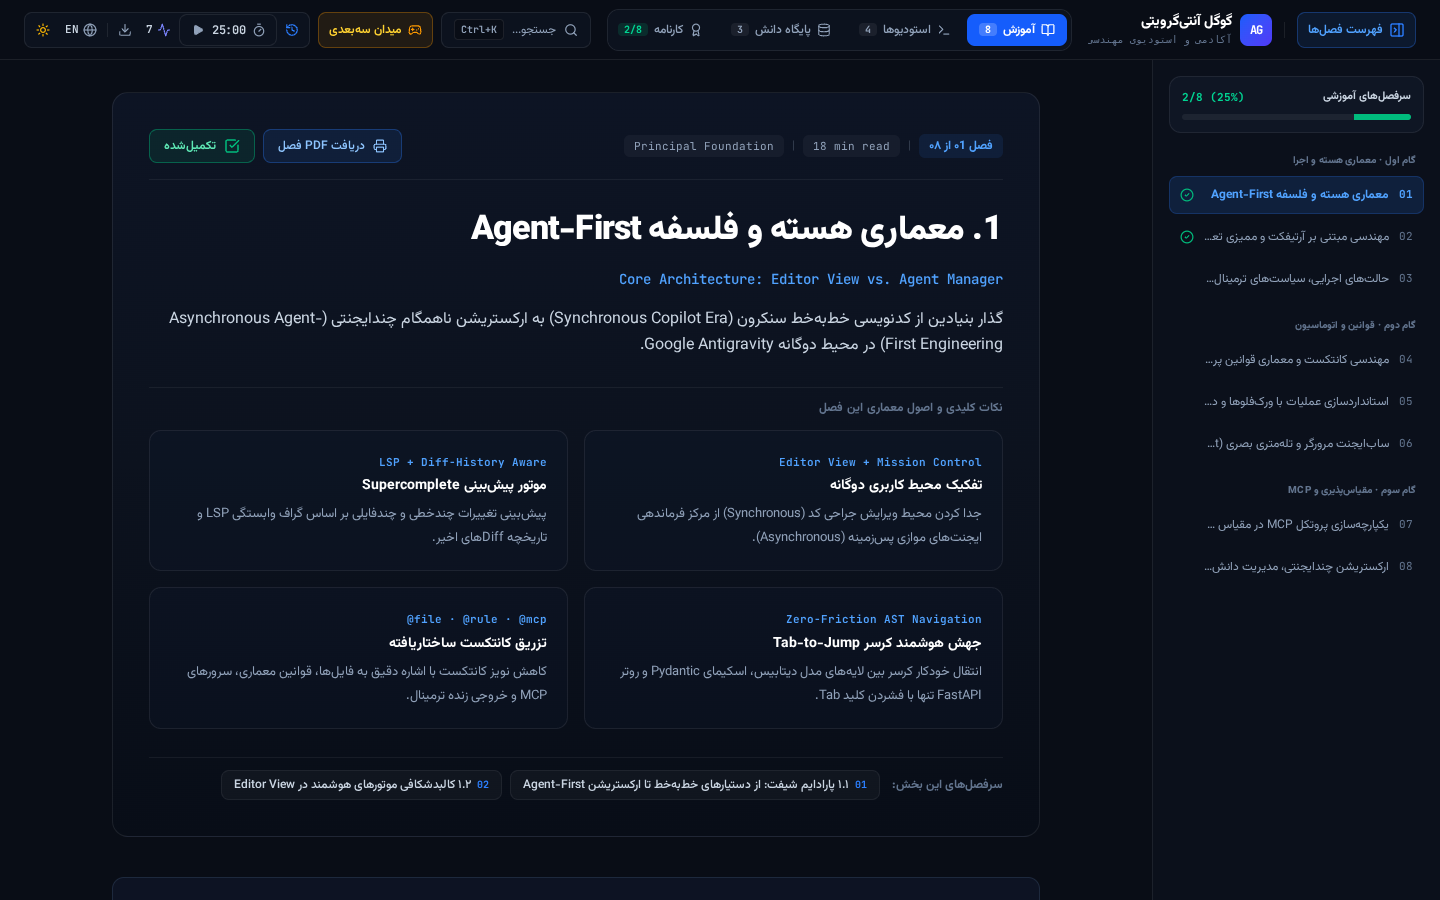 فهرست فصل‌ها
AG
گوگل آنتی‌گرویتی
آکادمی و استودیوی مهندسر
آموزش 8
استودیوها 4
پایگاه دانش 3
کارنامه 2/8
جستجو... Ctrl+K
میدان سه‌بعدی
25:00
7
EN
سرفصل‌های آموزشی
2/8 (25%)
گام اول · معماری هسته و اجرا
01 معماری هسته و فلسفه Agent-First
02 مهندسی مبتنی بر آرتیفکت و ممیزی تعـ...
03 حالت‌های اجرایی، سیاست‌های ترمینال...
گام دوم · قوانین و اتوماسیون
04 مهندسی کانتکست و معماری قوانین پر...
05 استانداردسازی عملیات با ورک‌فلوها و د...
06 ساب‌ایجنت مرورگر و تله‌متری بصری (t...
گام سوم · مقیاس‌پذیری و MCP
07 یکپارچه‌سازی پروتکل MCP در مقیاس ...
08 ارکستریشن چندایجنتی، مدیریت دانش...
فصل 01 از ۰۸
18 min read
Principal Foundation
دریافت PDF فصل
تکمیل‌شده
1. معماری هسته و فلسفه Agent-First
Core Architecture: Editor View vs. Agent Manager
گذار بنیادین از کدنویسی خط‌به‌خط سنکرون (Synchronous Copilot Era) به ارکستریشن ناهمگام چندایجنتی (Asynchronous Agent-
First Engineering) در محیط دوگانه Google Antigravity.
نکات کلیدی و اصول معماری این فصل
Editor View + Mission Control
تفکیک محیط کاربری دوگانه
جدا کردن محیط ویرایش جراحی کد (Synchronous) از مرکز فرماندهی
ایجنت‌های موازی پس‌زمینه (Asynchronous).
LSP + Diff-History Aware
موتور پیش‌بینی Supercomplete
پیش‌بینی تغییرات چندخطی و چندفایلی بر اساس گراف وابستگی LSP و
تاریخچه Diffهای اخیر.
Zero-Friction AST Navigation
جهش هوشمند کرسر Tab-to-Jump
انتقال خودکار کرسر بین لایه‌های مدل دیتابیس، اسکیمای Pydantic و روتر
FastAPI تنها با فشردن کلید Tab.
@file · @rule · @mcp
تزریق کانتکست ساختاریافته
کاهش نویز کانتکست با اشاره دقیق به فایل‌ها، قوانین معماری، سرورهای
MCP و خروجی زنده ترمینال.
سرفصل‌های این بخش:
01 ۱.۱ پارادایم شیفت: از دستیارهای خط‌به‌خط تا ارکستریشن Agent-First
02 ۱.۲ کالبدشکافی موتورهای هوشمند در Editor View